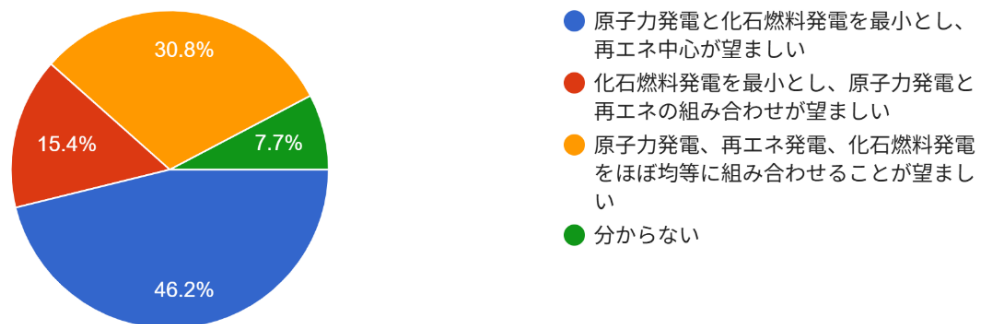 30.8%
15.4%
7.7%
46.2%
原子力発電と化石燃料発電を最小とし、
再エネ中心が望ましい
化石燃料発電を最小とし、原子力発電と
再エネの組み合わせが望ましい
原子力発電、再エネ発電、化石燃料発電
をほぼ均等に組み合わせることが望まし
い
分からない